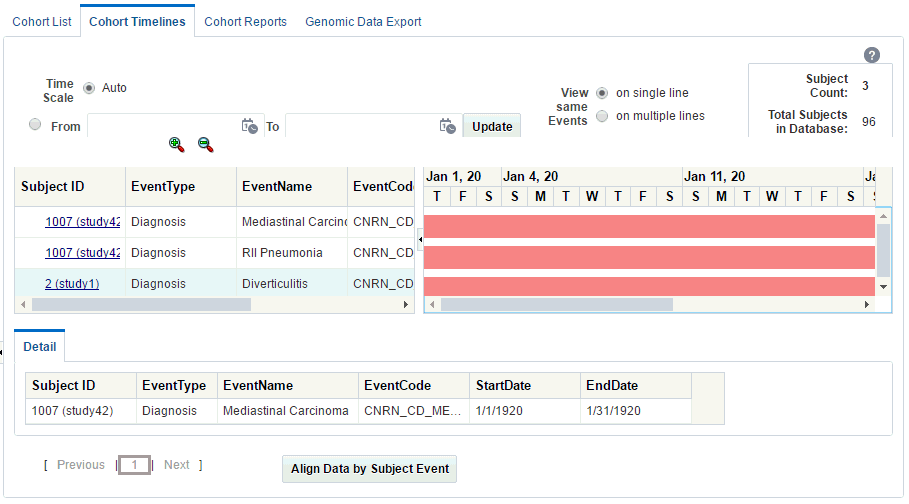 Cohort List Cohort Timelines Cohort Reports Genomic Data Export
?
Time Scale Auto
From To Update
View same Events on single line
on multiple lines
Subject Count: 3
Total Subjects in Database: 96
Subject ID EventType EventName EventCod
Jan 1, 20 Jan 4, 20 Jan 11, 20 Ja
T F S S M T W T F S S M T W T F S S
1007 (study42 Diagnosis Mediastinal Carcino CNRN_CD
1007 (study42 Diagnosis RII Pneumonia CNRN_CD
2 (study1) Diagnosis Diverticulitis CNRN_CD
Detail
Subject ID EventType EventName EventCode StartDate EndDate
1007 (study42) Diagnosis Mediastinal Carcinoma CNRN_CD_ME... 1/1/1920 1/31/1920
[ Previous | 1 | Next ]
Align Data by Subject Event